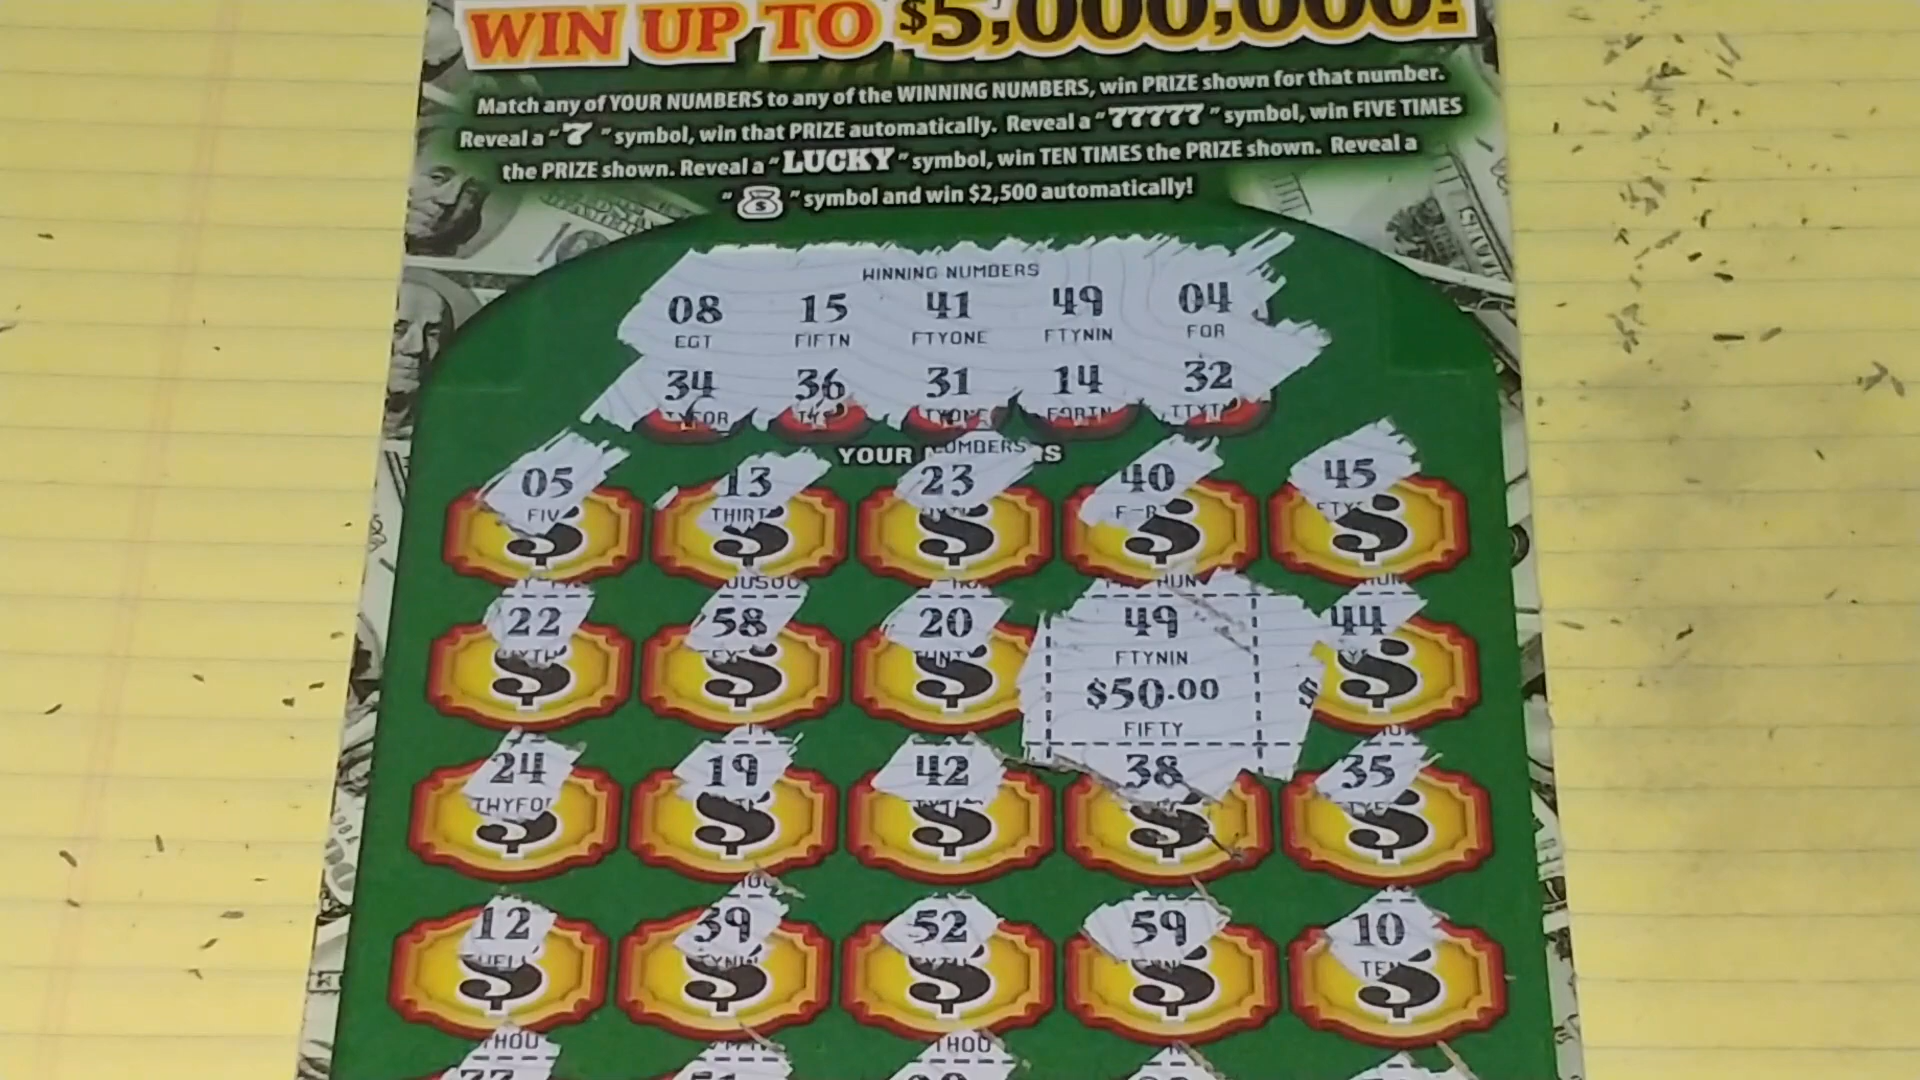 WIN UP TO $5,000,000!
Match any of YOUR NUMBERS to any of the WINNING NUMBERS, win PRIZE shown for that number.
Reveal a "7" symbol, win that PRIZE automatically. Reveal a "77777" symbol, win FIVE TIMES
the PRIZE shown. Reveal a "LUCKY" symbol, win TEN TIMES the PRIZE shown. Reveal a
" $ " symbol and win $2,500 automatically!
WINNING NUMBERS
08 15 41 49 04
EGT FIFTN FTYONE FTYNIN FOR
34 36 31 14 32
YOUR
05 13 23 40 45
FIV THIRT
$ $ $ $ $
22 58 20 49 44
FTYNIN
$ $ $ $50.00 $ $
FIFTY
24 19 42 38 35
THYFO
$ $ $ $ $
12 39 52 59 10
TEN
$ $ $ $ $
THOU THOU